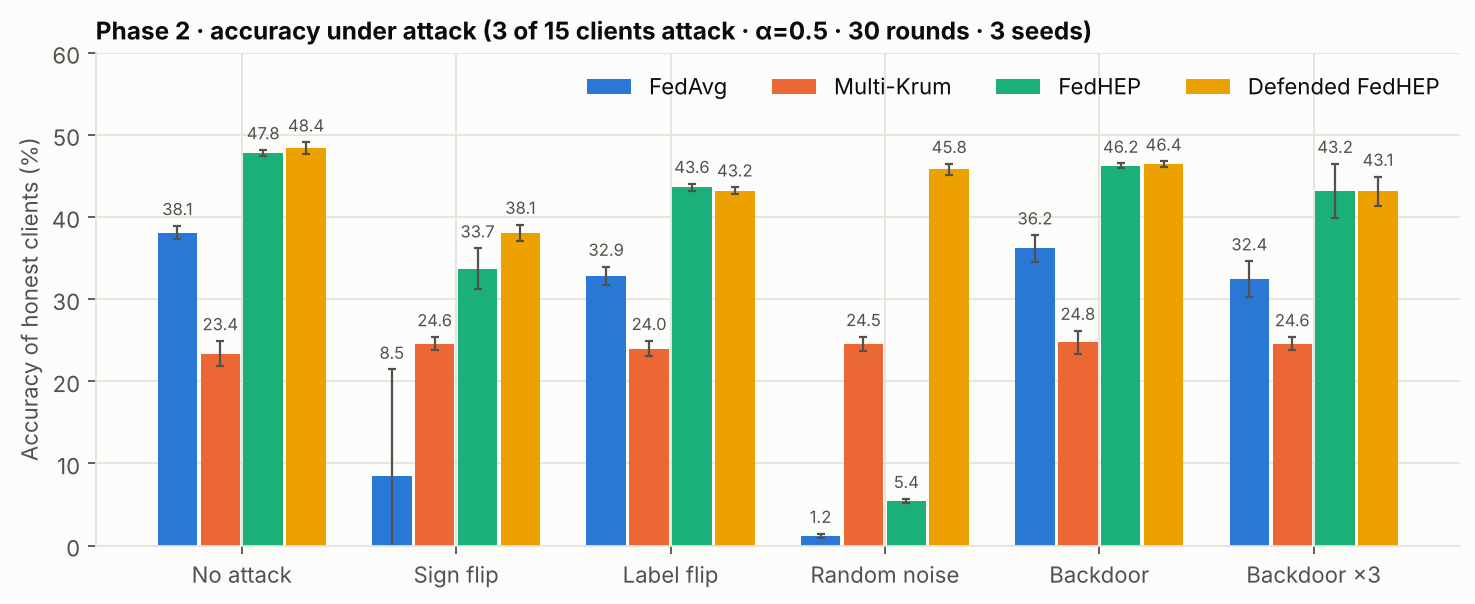 Phase 2 · accuracy under attack (3 of 15 clients attack · α=0.5 · 30 rounds · 3 seeds)
FedAvg Multi-Krum FedHEP Defended FedHEP
Accuracy of honest clients (%)
60
50
40
30
20
10
0
38.1 23.4 47.8 48.4
8.5 24.6 33.7 38.1
32.9 24.0 43.6 43.2
1.2 24.5 5.4 45.8
36.2 24.8 46.2 46.4
32.4 24.6 43.2 43.1
No attack Sign flip Label flip Random noise Backdoor Backdoor ×3